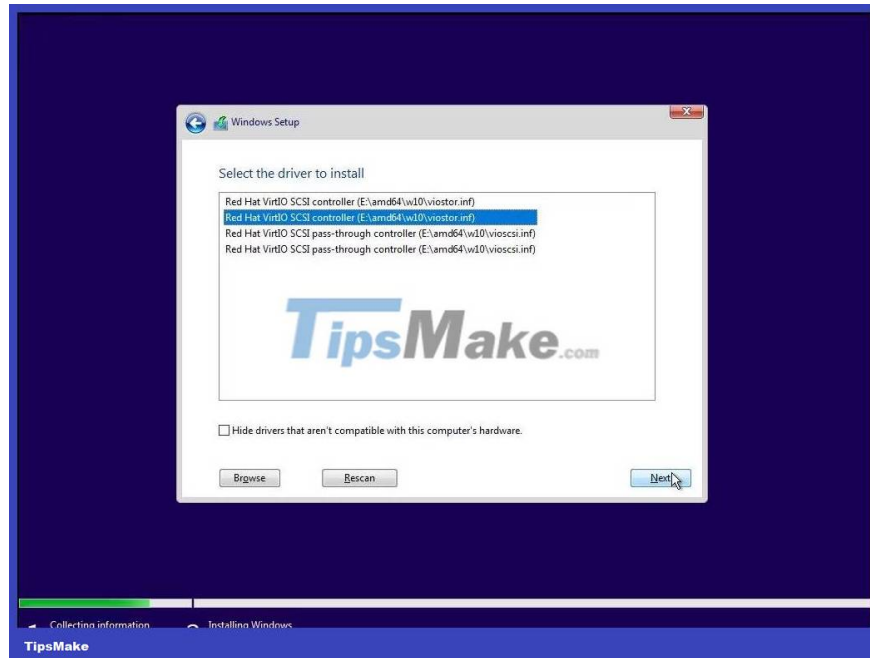 Windows Setup
Select the driver to install
Red Hat VirtIO SCSI controller (E:\amd64\w10\viostor.inf)
Red Hat VirtIO SCSI controller (E:\amd64\w10\viostor.inf)
Red Hat VirtIO SCSI pass-through controller (E:\amd64\w10\vioscsi.inf)
Red Hat VirtIO SCSI pass-through controller (E:\amd64\w10\vioscsi.inf)
TipsMake.com
Hide drivers that aren't compatible with this computer's hardware.
Browse Rescan Next
Collecting information Installing Windows
TipsMake